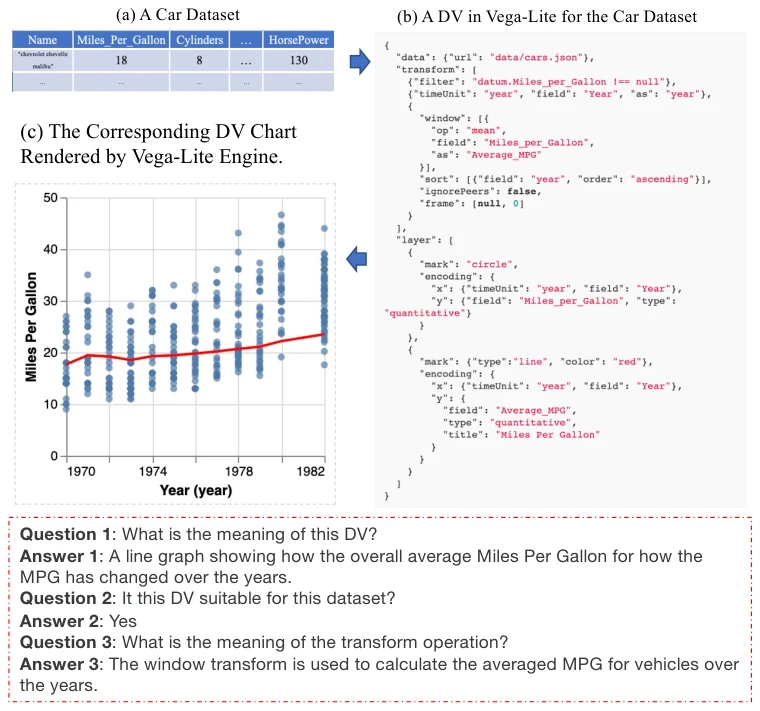 (a) A Car Dataset
Name Miles_Per_Gallon Cylinders ... HorsePower
"chevrolet chevelle
malibu" 18 8 ... 130
... ... ... ... ...
(c) The Corresponding DV Chart
Rendered by Vega-Lite Engine.
50
40
30
20
10
0
Miles Per Gallon
1970 1974 1978 1982
Year (year)
(b) A DV in Vega-Lite for the Car Dataset
{
"data": {"url": "data/cars.json"},
"transform": [
{"filter": "datum.Miles_per_Gallon !== null"},
{"timeUnit": "year", "field": "Year", "as": "year"},
{
"window": [{
"op": "mean",
"field": "Miles_per_Gallon",
"as": "Average_MPG"
}],
"sort": [{"field": "year", "order": "ascending"}],
"ignorePeers": false,
"frame": [null, 0]
}
],
"layer": [
{
"mark": "circle",
"encoding": {
"x": {"timeUnit": "year", "field": "Year"},
"y": {"field": "Miles_per_Gallon", "type":
"quantitative"}
}
},
{
"mark": {"type":"line", "color": "red"},
"encoding": {
"x": {"timeUnit": "year", "field": "Year"},
"y": {
"field": "Average_MPG",
"type": "quantitative",
"title": "Miles Per Gallon"
}
}
}
]
}
Question 1: What is the meaning of this DV?
Answer 1: A line graph showing how the overall average Miles Per Gallon for how the
MPG has changed over the years.
Question 2: It this DV suitable for this dataset?
Answer 2: Yes
Question 3: What is the meaning of the transform operation?
Answer 3: The window transform is used to calculate the averaged MPG for vehicles over
the years.